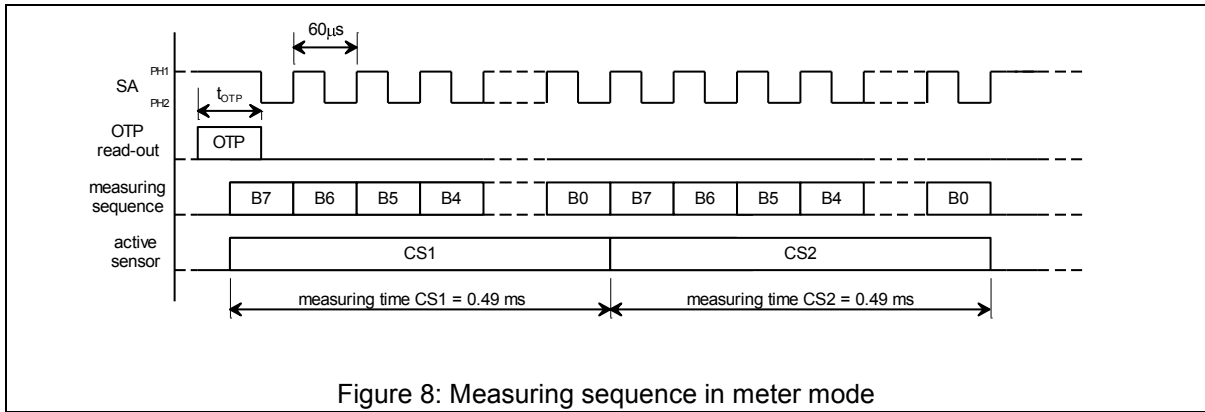 60µs
PH1
SA
PH2
tOTP
OTP
read-out
OTP
measuring
sequence
B7 B6 B5 B4 B0 B7 B6 B5 B4 B0
active
sensor
CS1 CS2
measuring time CS1 = 0.49 ms measuring time CS2 = 0.49 ms
Figure 8: Measuring sequence in meter mode